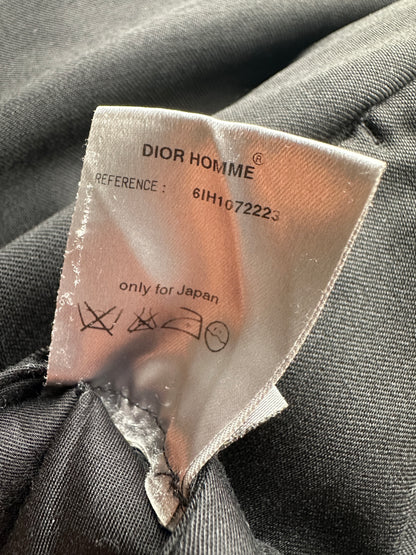 DIOR HOMME®
REFERENCE : 6IH1072223
only for Japan